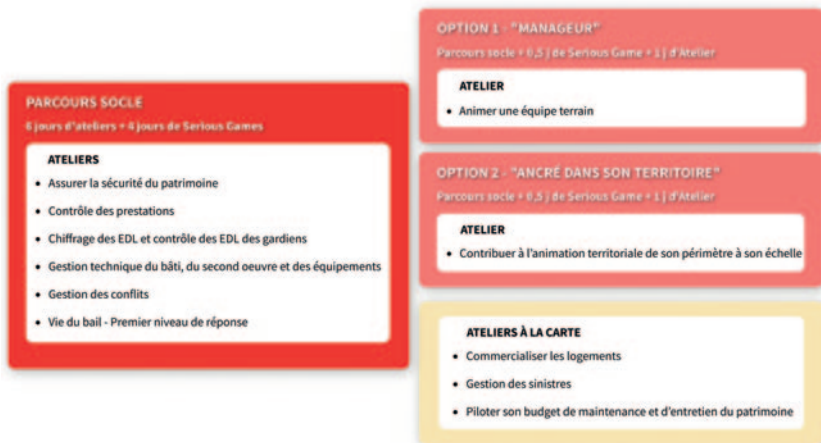 PARCOURS SOCLE
6 jours d'ateliers + 4 jours de Serious Games
ATELIERS
• Assurer la sécurité du patrimoine
• Contrôle des prestations
• Chiffrage des EDL et contrôle des EDL des gardiens
• Gestion technique du bâti, du second oeuvre et des équipements
• Gestion des conflits
• Vie du bail - Premier niveau de réponse
OPTION 1 - "MANAGEUR"
Parcours socle + 0,5 j de Serious Game + 1 j d'Atelier
ATELIER
• Animer une équipe terrain
OPTION 2 - "ANCRÉ DANS SON TERRITOIRE"
Parcours socle + 0,5 j de Serious Game + 1 j d'Atelier
ATELIER
• Contribuer à l'animation territoriale de son périmètre à son échelle
ATELIERS À LA CARTE
• Commercialiser les logements
• Gestion des sinistres
• Piloter son budget de maintenance et d'entretien du patrimoine